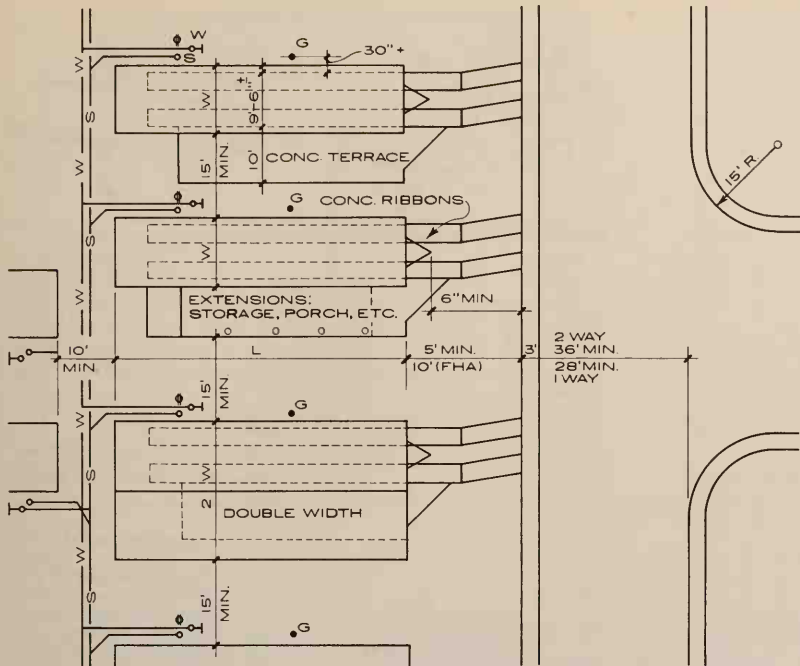 W
G
30"+
S
W
±
9'-6"
W
S
15'
MIN.
10'
CONC. TERRACE
15' R
W
G
CONC. RIBBONS
S
W
W
EXTENSIONS:
STORAGE, PORCH, ETC.
6"MIN
10'
MIN.
L
5' MIN.
10' (FHA)
3'
2 WAY
36' MIN.
28'MIN.
1 WAY
15'
MIN
G
W
S
W
2
DOUBLE WIDTH
W
S
15'
MIN.
G